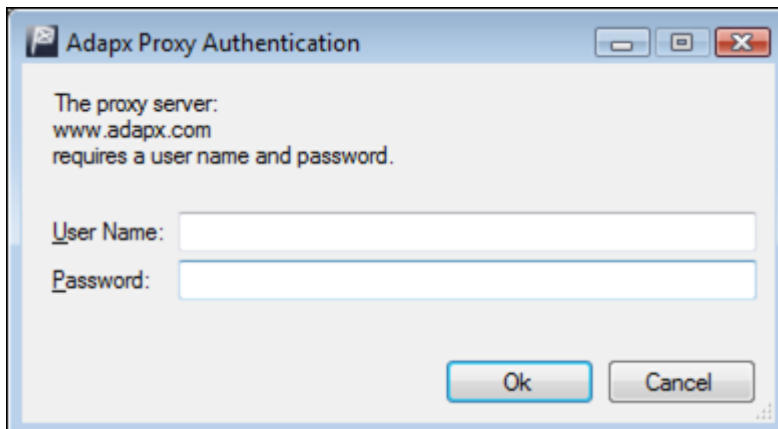 Adapx Proxy Authentication
The proxy server:
www.adapx.com
requires a user name and password.
User Name:
Password:
Ok Cancel